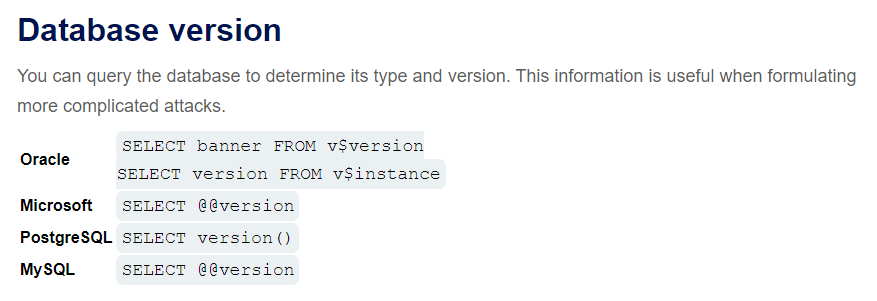 Database version
You can query the database to determine its type and version. This information is useful when formulating
more complicated attacks.
Oracle
SELECT banner FROM v$version
SELECT version FROM v$instance
Microsoft SELECT @@version
PostgreSQL SELECT version()
MySQL SELECT @@version